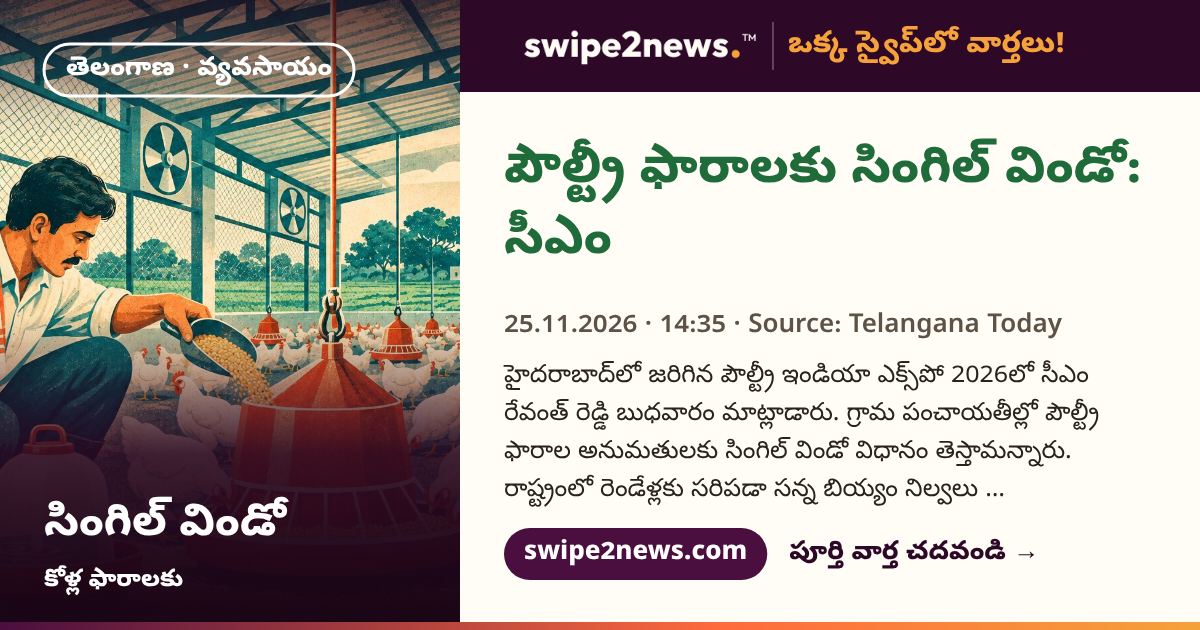 తెలంగాణ · వ్యవసాయం
swipe2news.™ ఒక్క స్వైప్‌లో వార్తలు!
పౌల్ట్రీ ఫారాలకు సింగిల్ విండో:
సీఎం
25.11.2026 · 14:35 · Source: Telangana Today
హైదరాబాద్‌లో జరిగిన పౌల్ట్రీ ఇండియా ఎక్స్‌పో 2026లో సీఎం
రేవంత్ రెడ్డి బుధవారం మాట్లాడారు. గ్రామ పంచాయతీల్లో పౌల్ట్రీ
ఫారాల అనుమతులకు సింగిల్ విండో విధానం తెస్తామన్నారు.
రాష్ట్రంలో రెండేళ్లకు సరిపడా సన్న బియ్యం నిల్వలు ...
swipe2news.com పూర్తి వార్త చదవండి →
సింగిల్ విండో
కోళ్ల ఫారాలకు